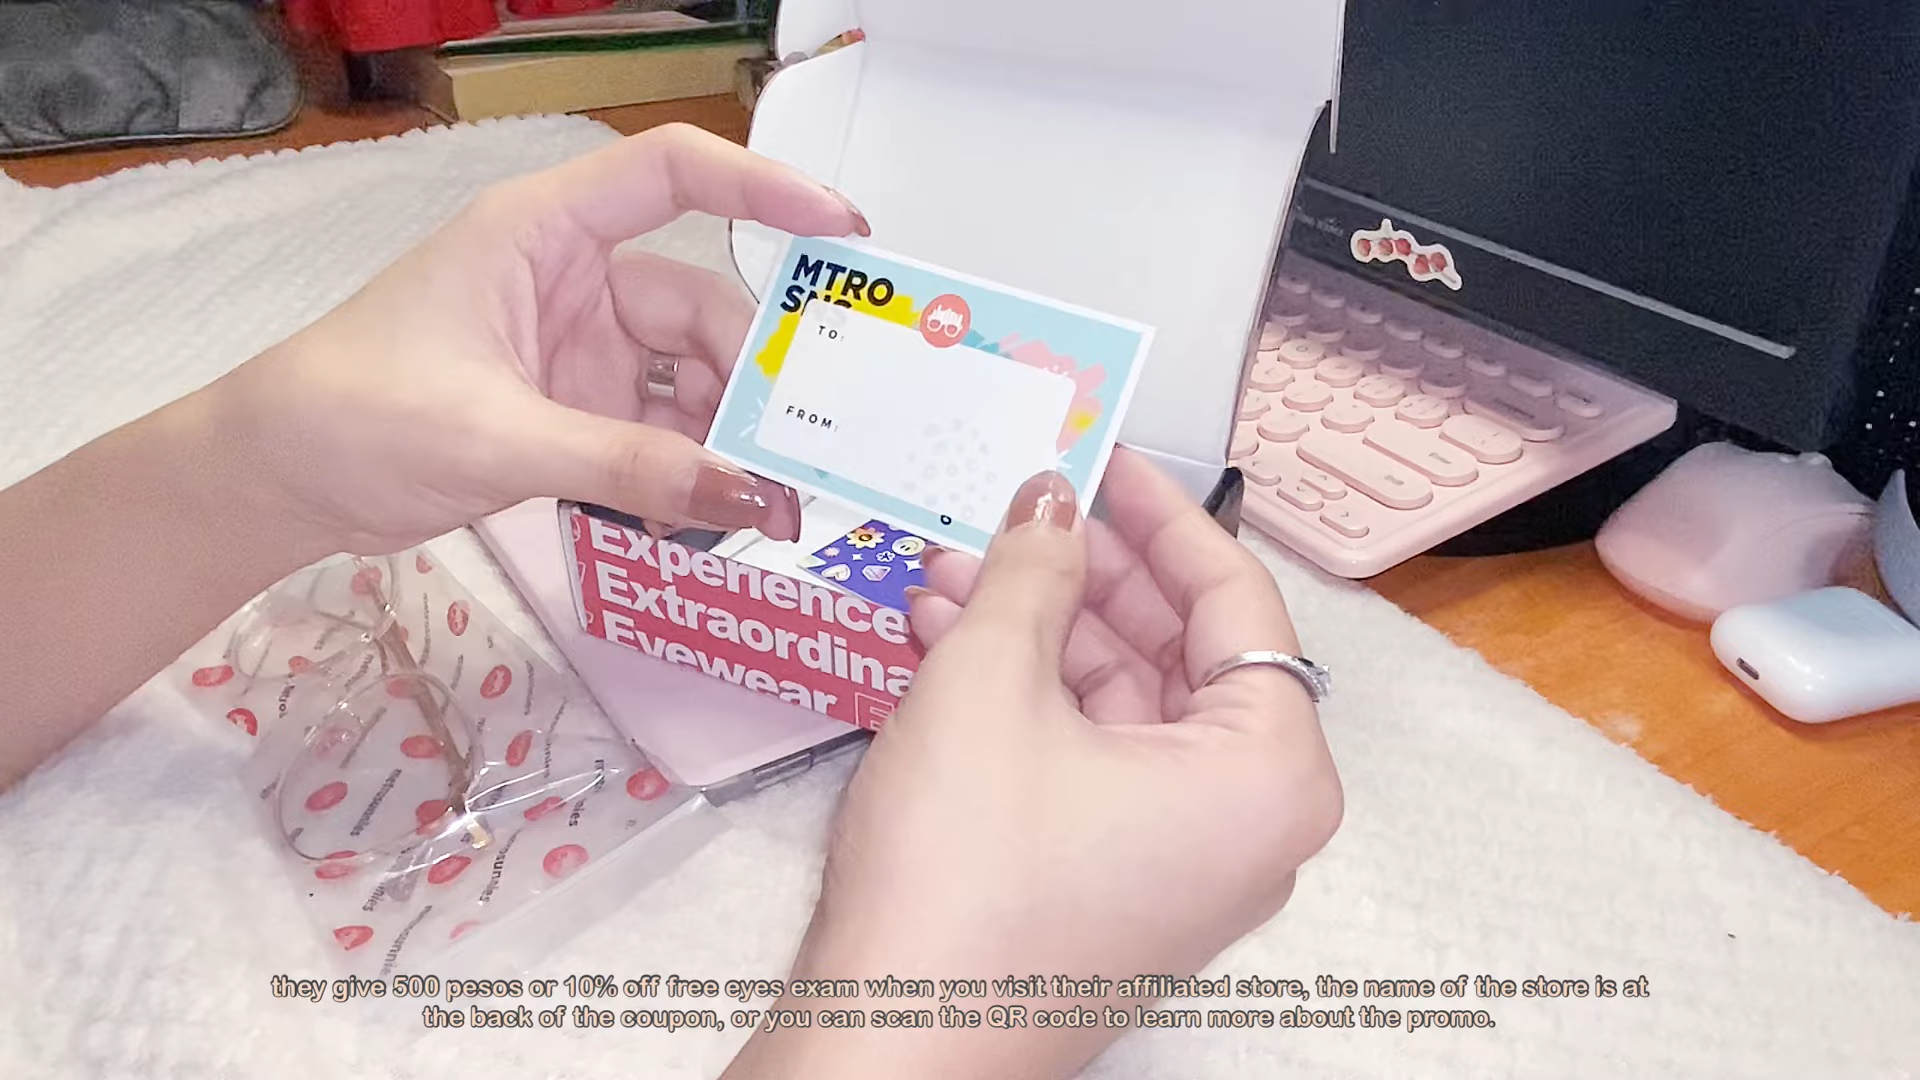 MTRO
SNS
TO:
FROM:
Experience
Extraordina
Eyewear
metrosunnies
they give 500 pesos or 10% off free eyes exam when you visit their affiliated store, the name of the store is at
the back of the coupon, or you can scan the QR code to learn more about the promo.